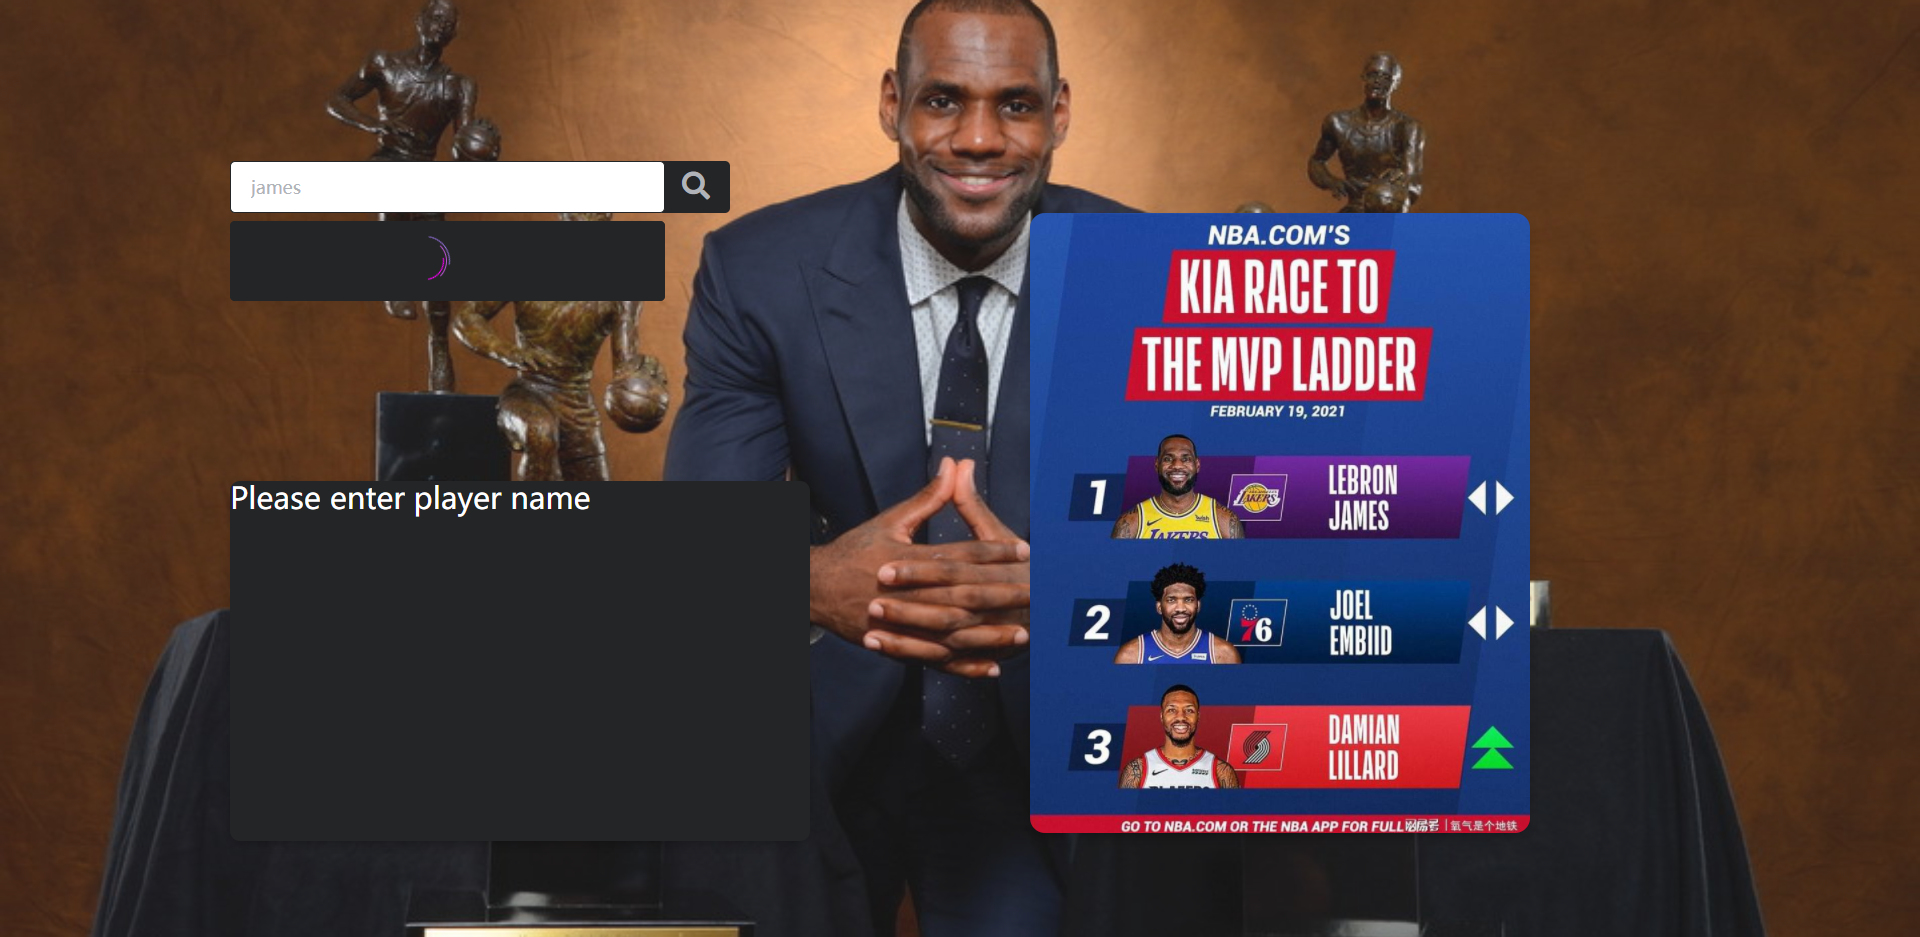 james
Please enter player name
NBA.COM'S
KIA RACE TO
THE MVP LADDER
FEBRUARY 19, 2021
1
LAKERS
LEBRON
JAMES
LAKERS
2
76
JOEL
EMBIID
3
DAMIAN
LILLARD
GO TO NBA.COM OR THE NBA APP FOR FULL
氧气是个地铁